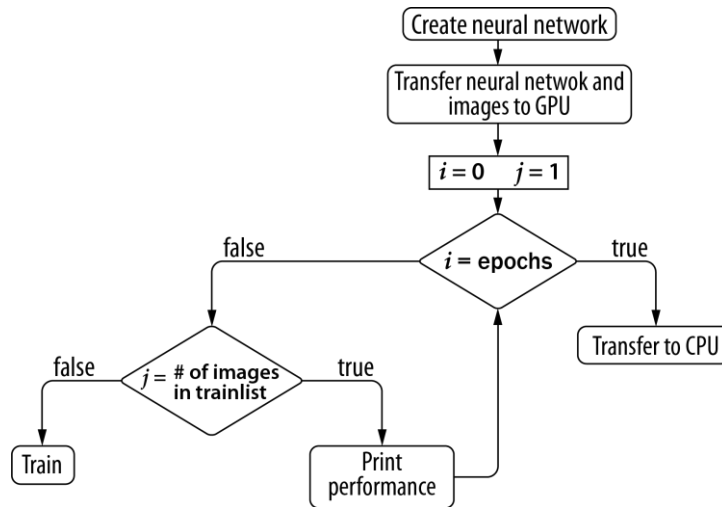 Create neural network
Transfer neural netwok and
images to GPU
i = 0 j = 1
false
true
i = epochs
Transfer to CPU
false
j = # of images
in trainlist
true
Train
Print
performance